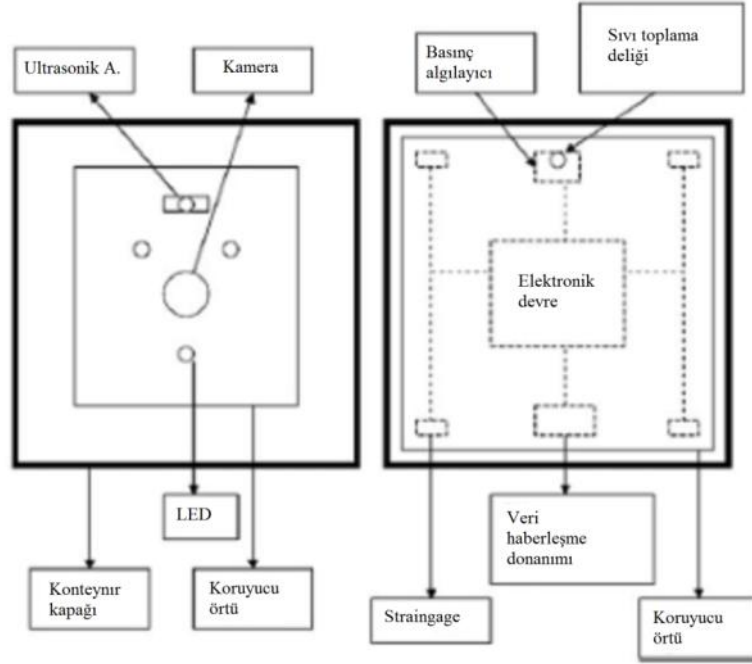 Ultrasonik A.
Kamera
Basınç
algılayıcı
Sıvı toplama
deliği
Elektronik
devre
LED
Veri
haberleşme
donanımı
Konteynır
kapağı
Koruyucu
örtü
Straingage
Koruyucu
örtü